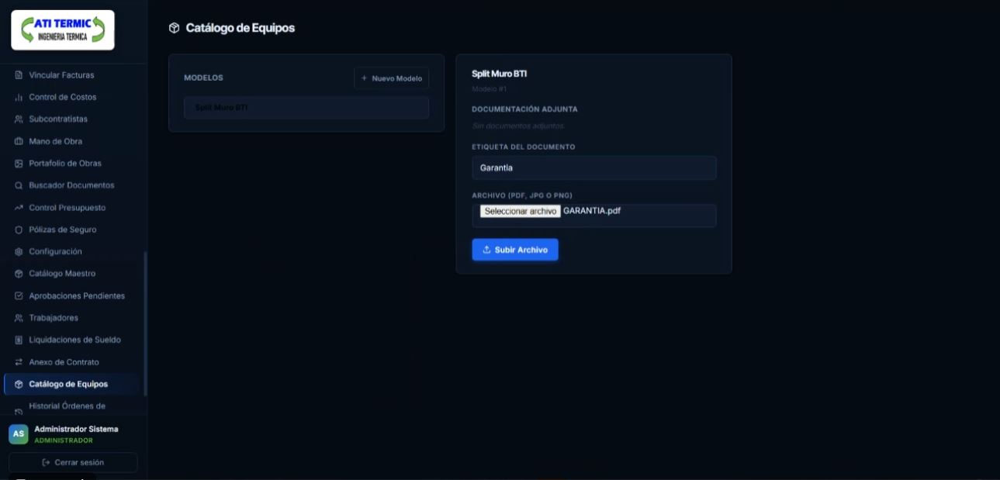 ATI TERMIC
INGENIERIA TERMICA
Vincular Facturas
Control de Costos
Subcontratistas
Mano de Obra
Portafolio de Obras
Buscador Documentos
Control Presupuesto
Pólizas de Seguro
Configuración
Catálogo Maestro
Aprobaciones Pendientes
Trabajadores
Liquidaciones de Sueldo
Anexo de Contrato
Catálogo de Equipos
Historial Órdenes de
AS
Administrador Sistema
ADMINISTRADOR
Cerrar sesión
Catálogo de Equipos
MODELOS
+ Nuevo Modelo
Split Muro BTI
Split Muro BTI
Modelo #1
DOCUMENTACIÓN ADJUNTA
Sin documentos adjuntos.
ETIQUETA DEL DOCUMENTO
Garantia
ARCHIVO (PDF, JPG O PNG)
Seleccionar archivo GARANTIA.pdf
Subir Archivo